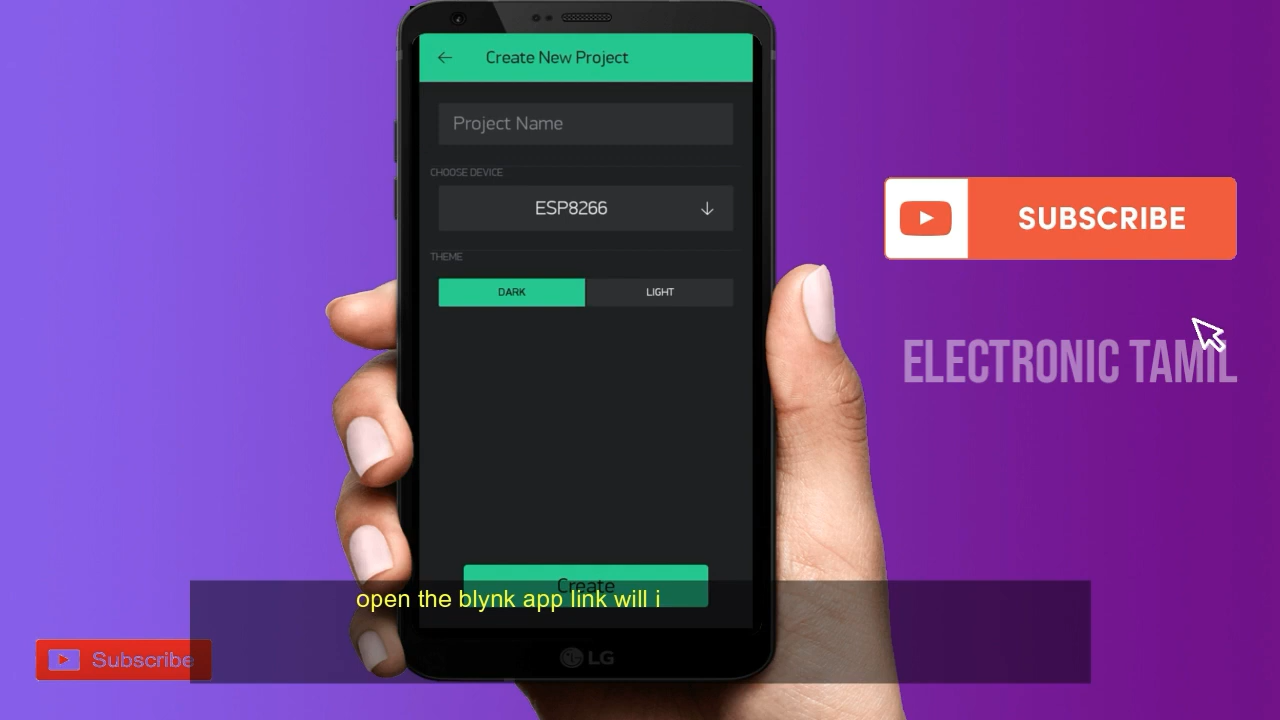 Create New Project
Project Name
CHOOSE DEVICE
ESP8266
THEME
DARK
LIGHT
Create
open the blynk app link will i
LG
SUBSCRIBE
ELECTRONIC TAMIL
Subscribe